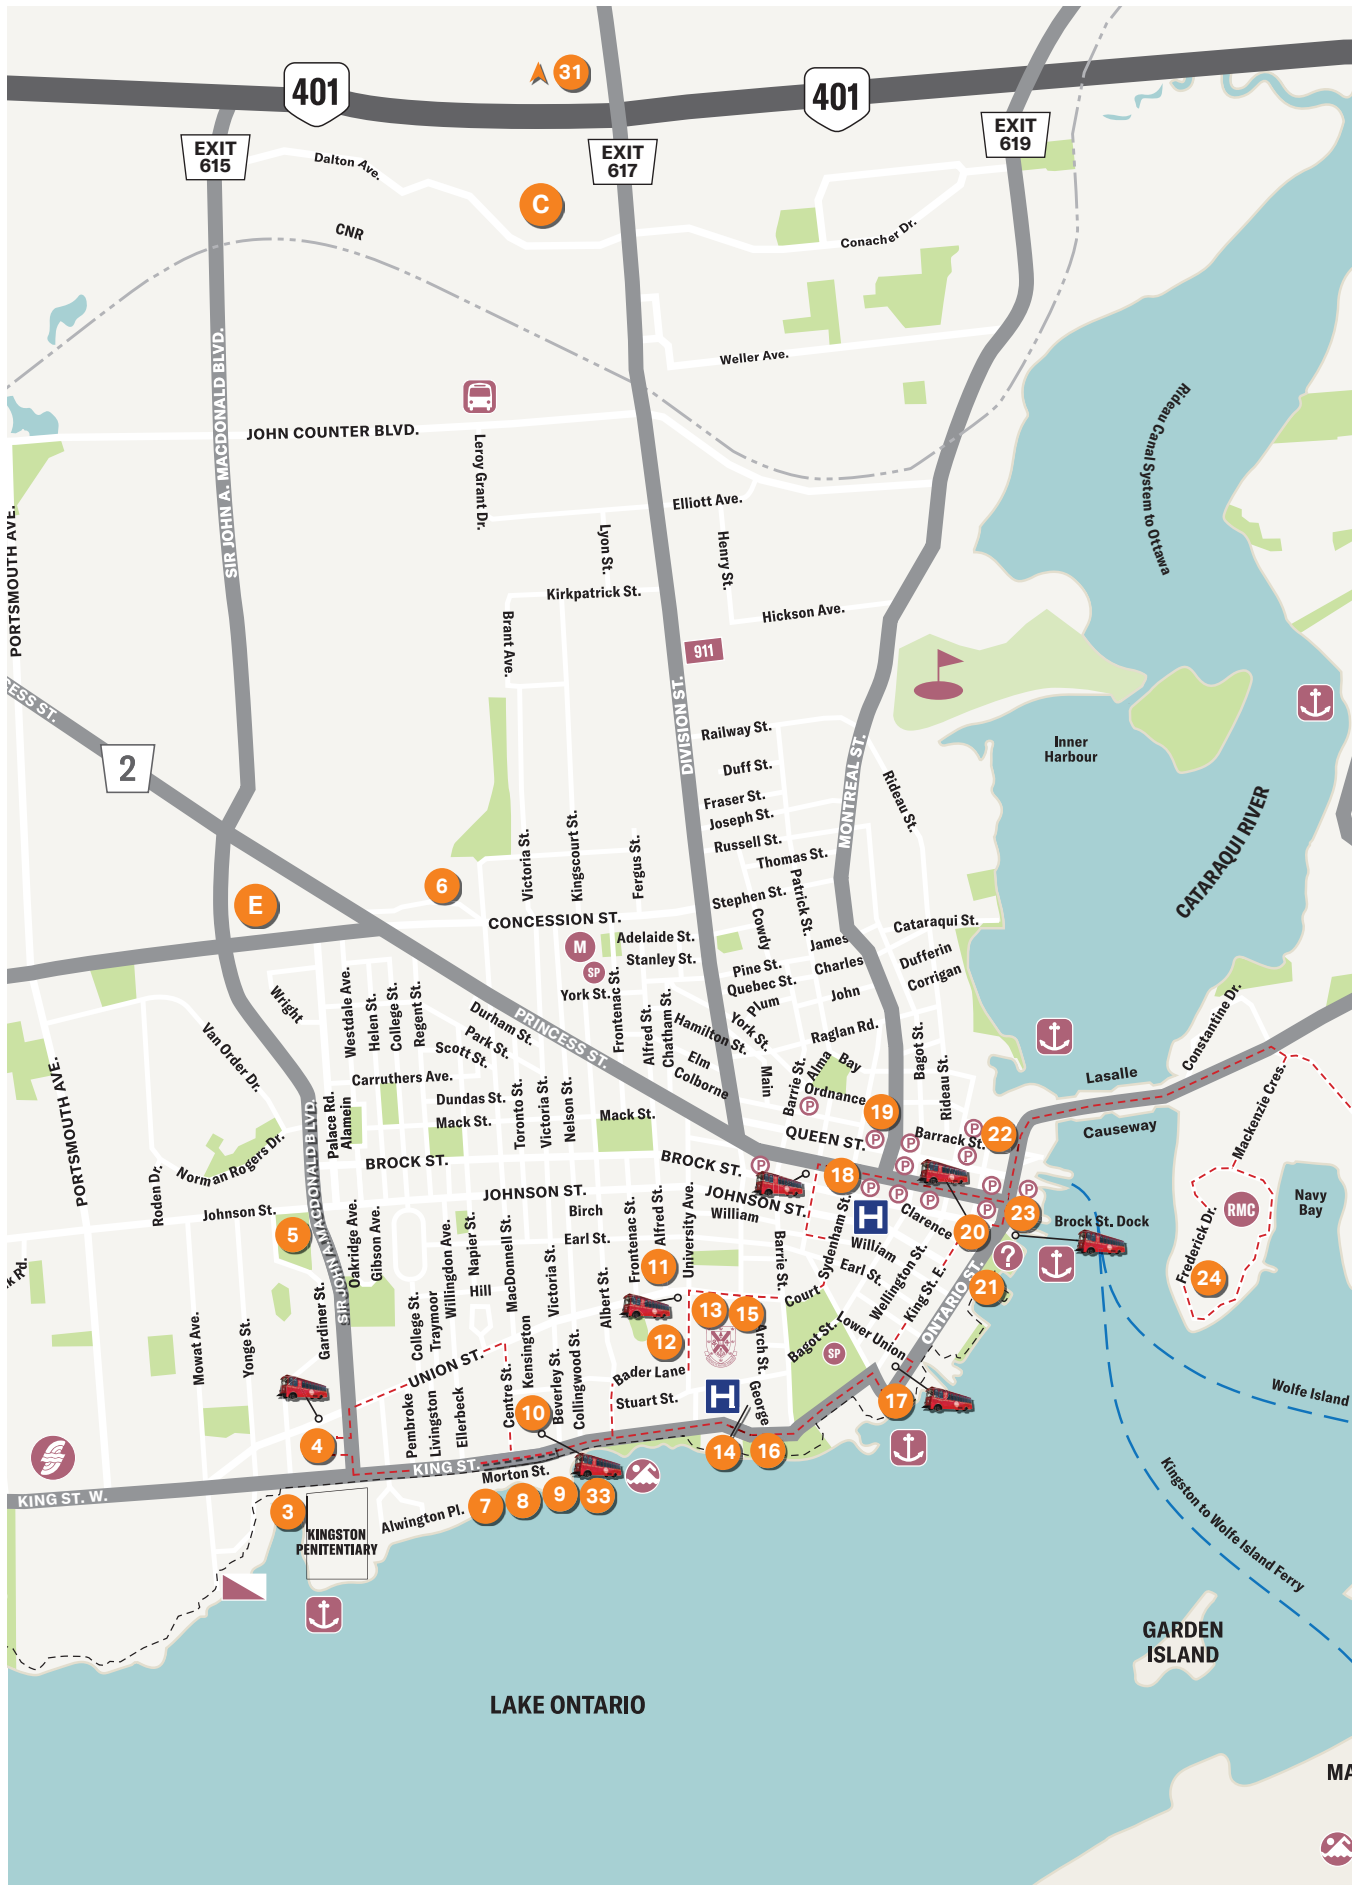 31
401
401
EXIT
615
EXIT
617
EXIT
619
Dalton Ave.
C
CNR
Conacher Dr.
Weller Ave.
SIR JOHN A. MACDONALD BLVD.
JOHN COUNTER BLVD.
Leroy Grant Dr.
Elliott Ave.
Lyon St.
Henry St.
Rideau Canal System to Ottawa
PORTSMOUTH AVE.
Kirkpatrick St.
Hickson Ave.
Brant Ave.
911
DIVISION ST.
CESS ST.
2
Railway St.
Duff St.
Fraser St.
Joseph St.
Russell St.
Thomas St.
MONTREAL ST.
Rideau St.
Inner
Harbour
CATARAQUI RIVER
Victoria St.
Kingscourt St.
Fergus St.
6
E
Stephen St.
Patrick St.
Cowdy
CONCESSION ST.
M
SP
Adelaide St.
Stanley St.
York St.
Frontenac St.
James
Charles
John
Cataraqui St.
Dufferin
Corrigan
Pine St.
Quebec St.
Plum
York St.
Raglan Rd.
Wright
Westdale Ave.
Helen St.
College St.
Regent St.
Durham St.
Park St.
Scott St.
PRINCESS ST.
Alfred St.
Chatham St.
Hamilton St.
Elm
Colborne
Main
Barrie St.
Alma
Bay
Ordnance
Bagot St.
Rideau St.
19
Constantine Dr.
Lasalle
Causeway
Mackenzie Cres.
Van Order Dr.
Carruthers Ave.
Palace Rd.
Alamein
Dundas St.
Mack St.
Toronto St.
Victoria St.
Nelson St.
Mack St.
QUEEN ST.
Barrack St.
22
P
P
P
P
P
P
P
P
P
P
P
P
P
PORTSMOUTH AVE.
Norman Rogers Dr.
SIR JOHN A. MACDONALD BLVD.
BROCK ST.
BROCK ST.
18
Roden Dr.
Johnson St.
5
JOHNSON ST.
JOHNSON ST.
Birch
William
Earl St.
H
Clarence
20
23
Brock St. Dock
?
RMC
Navy
Bay
Frederick Dr.
24
Oakridge Ave.
Gibson Ave.
Willingdon Ave.
Napier St.
Hill
MacDonnell St.
Victoria St.
Albert St.
Frontenac St.
Alfred St.
University Ave.
11
Barrie St.
Sydenham St.
William
Earl St.
Wellington St.
King St. E.
ONTARIO ST.
21
Court
Lower Union
Bagot St.
SP
13
15
12
Arch St.
Bader Lane
Stuart St.
George
H
Mowat Ave.
Yonge St.
Gardiner St.
College St.
Traymoor
UNION ST.
Kensington
Centre St.
Beverley St.
Collingwood St.
10
Pembroke
Livingston
Ellerbeck
4
17
14
16
KING ST.
KING ST. W.
Morton St.
3
KINGSTON
PENITENTIARY
Alwington Pl.
7
8
9
33
Wolfe Island
Kingston to Wolfe Island Ferry
GARDEN
ISLAND
LAKE ONTARIO
MA